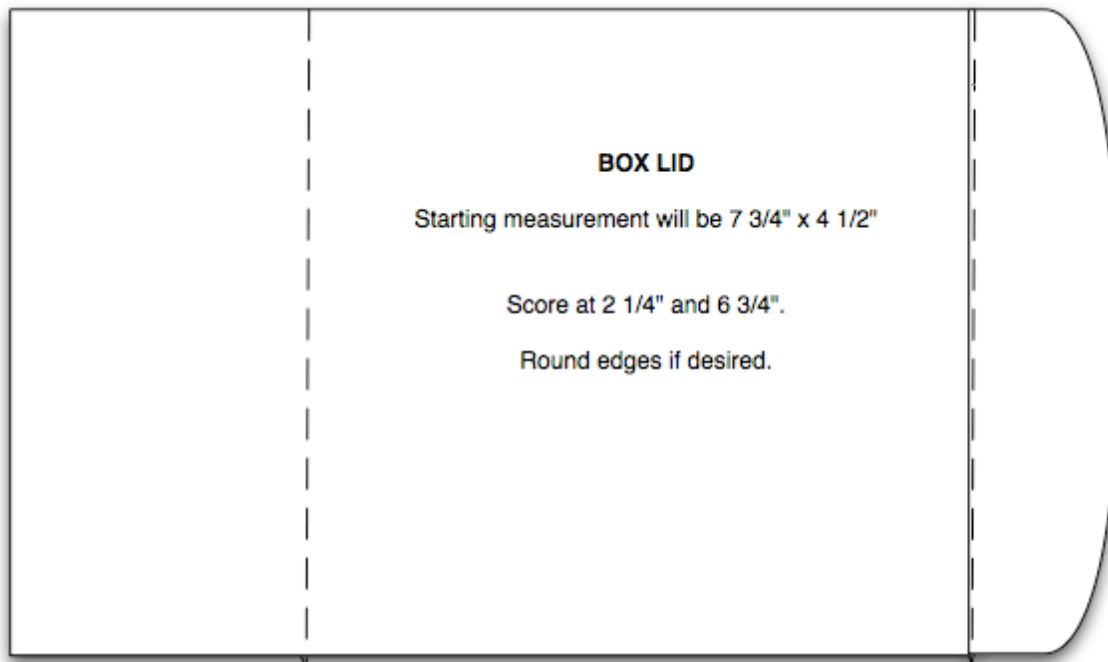 BOX LID
Starting measurement will be 7 3/4" x 4 1/2"
Score at 2 1/4" and 6 3/4".
Round edges if desired.